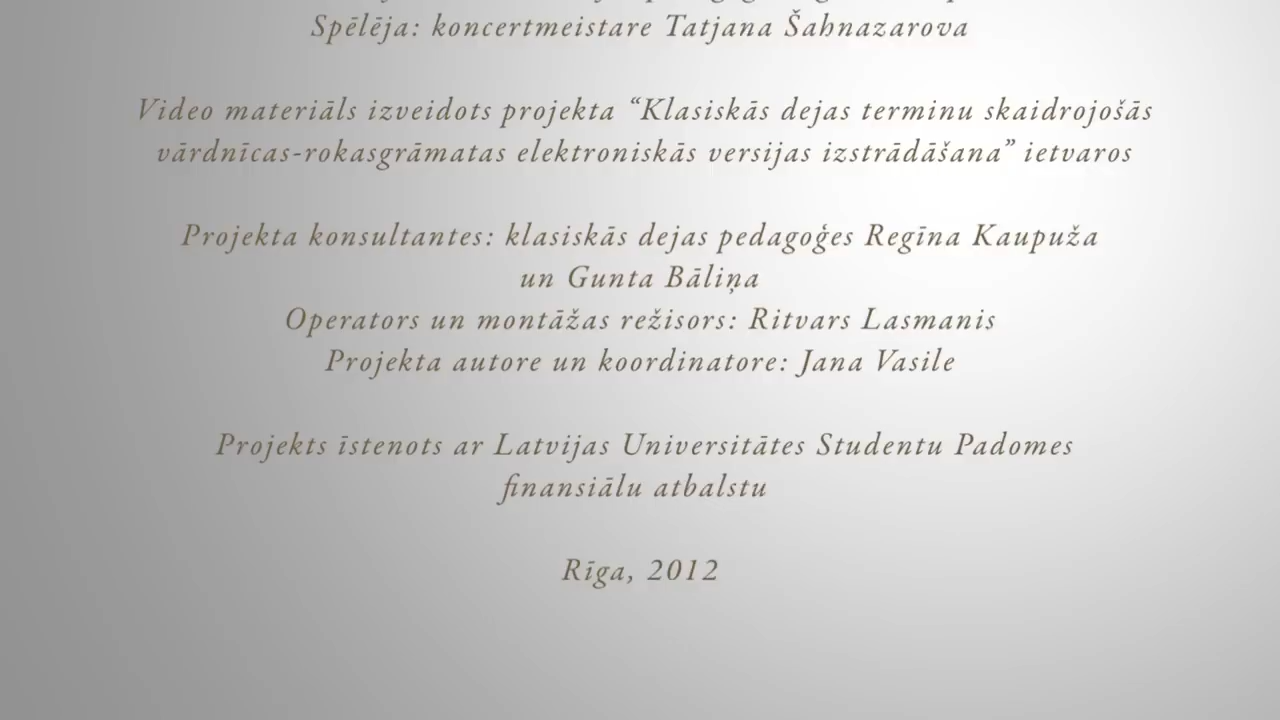 Spēlēja: koncertmeistare Tatjana Šahnazarova
Video materiāls izveidots projekta “Klasiskās dejas terminu skaidrojošās
vārdnīcas-rokasgrāmatas elektroniskās versijas izstrādāšana” ietvaros
Projekta konsultantes: klasiskās dejas pedagoģes Regīna Kaupuža
un Gunta Bāliņa
Operators un montāžas režisors: Ritvars Lasmanis
Projekta autore un koordinatore: Jana Vasile
Projekts īstenots ar Latvijas Universitātes Studentu Padomes
finansiālu atbalstu
Rīga, 2012